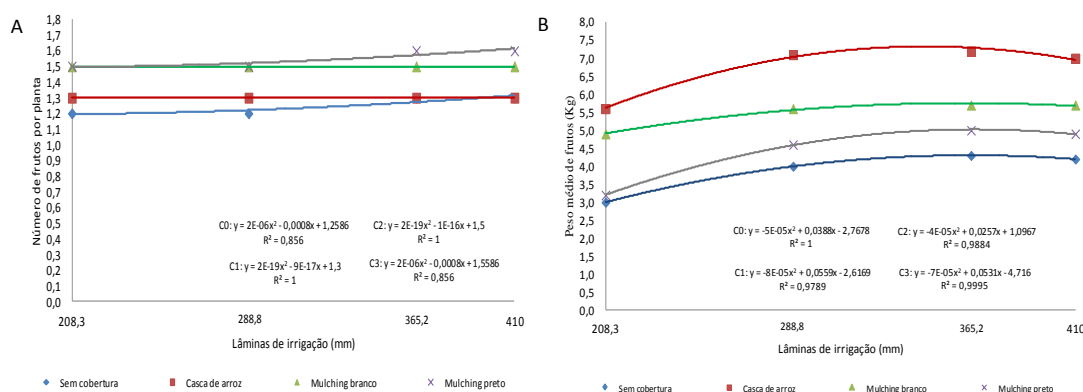 A
Número de frutos por planta
1,8
1,7
1,6
1,5
1,4
1,3
1,2
1,1
1,0
0,9
0,8
0,7
0,6
0,5
0,4
0,3
0,2
0,1
0,0
C0: y = 2E-06x² - 0,0008x + 1,2586
R² = 0,856
C2: y = 2E-19x² - 1E-16x + 1,5
R² = 1
C1: y = 2E-19x² - 9E-17x + 1,3
R² = 1
C3: y = 2E-06x² - 0,0008x + 1,5586
R² = 0,856
208,3 288,8 365,2 410
Lâminas de irrigação (mm)
Sem cobertura Casca de arroz Mulching branco Mulching preto
B
Peso médio de frutos (Kg)
8,0
7,5
7,0
6,5
6,0
5,5
5,0
4,5
4,0
3,5
3,0
2,5
2,0
1,5
1,0
0,5
0,0
C0: y = -5E-05x² + 0,0388x - 2,7678
R² = 1
C2: y = -4E-05x² + 0,0257x + 1,0967
R² = 0,9884
C1: y = -8E-05x² + 0,0559x - 2,6169
R² = 0,9789
C3: y = -7E-05x² + 0,0531x - 4,716
R² = 0,9995
208,3 288,8 365,2 410
Lâminas de irrigação (mm)
Sem cobertura Casca de arroz Mulching branco Mulching preto